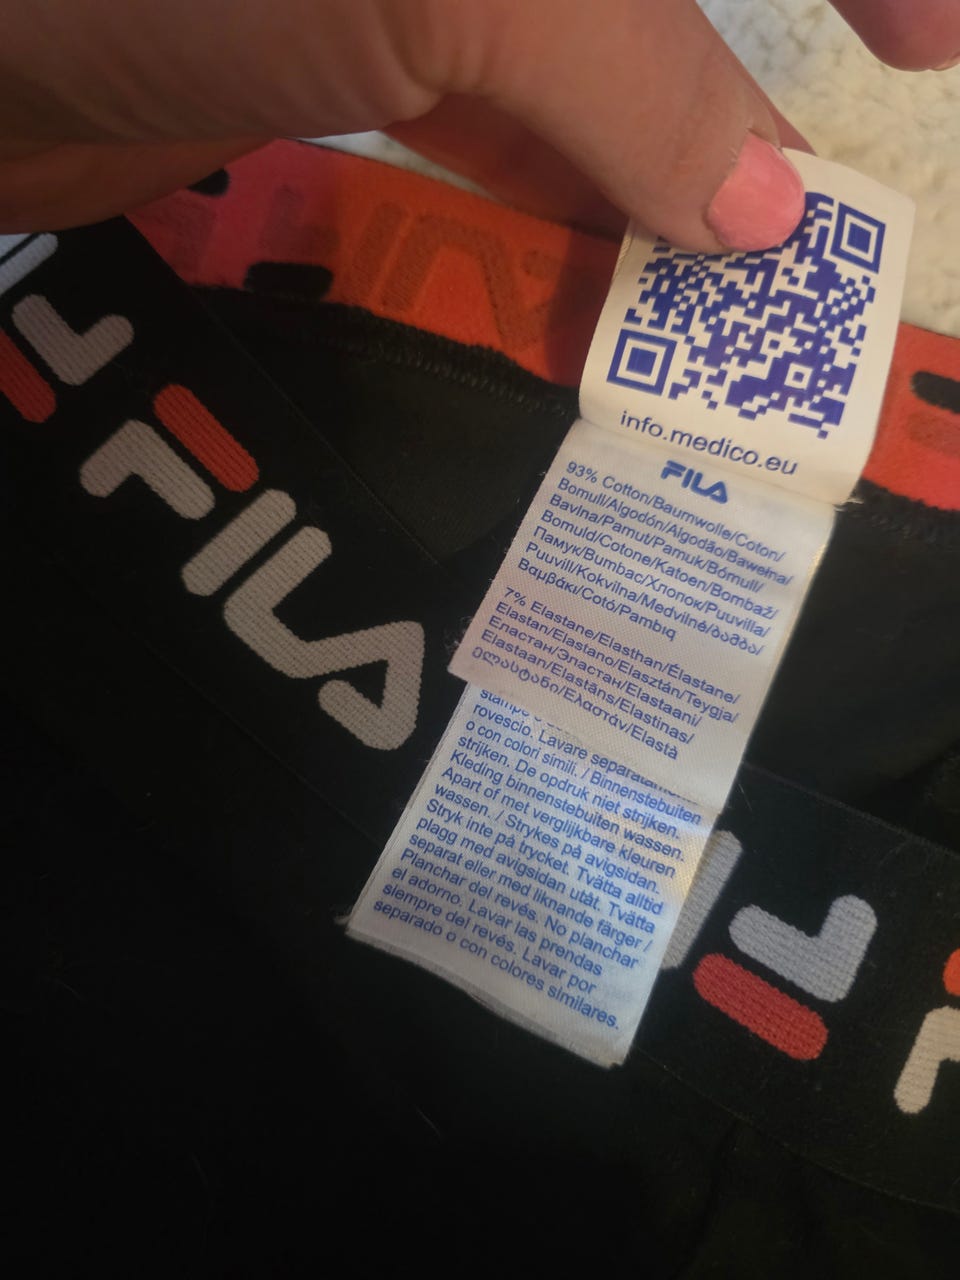 info.medico.eu
FILA
93% Cotton/Baumwolle/Coton/
Bomull/Algodón/Algodão/Bawełna/
Bavlna/Pamut/Pamuk/Bómull/
Bomuld/Cotone/Katoen/Bombaž/
Памук/Bumbac/Хлопок/Puuvilla/
Puuvill/Kokvilna/Medvilnė/ბამბა/
Βαμβάκι/Cotó/Pambıq
7% Elastane/Elasthan/Élastane/
Elastan/Elastano/Elasztán/Teygja/
Еластан/Эластан/Elastaani/
Elastaan/Elastāns/Elastinas/
ელასტანი/Ελαστάν/Elastà
rovescio. Lavare separatamente
o con colori simili. / Binnenstebuiten
strijken. De opdruk niet strijken.
Kleding binnenstebuiten wassen.
Apart of met verglijkbare kleuren
wassen. / Strykes på avigsidan.
Stryk inte på trycket. Tvätta alltid
plagg med avigsidan utåt. Tvätta
separat eller med liknande färger /
Planchar del revés. No planchar
el adorno. Lavar las prendas
siempre del revés. Lavar por
separado o con colores similares.
FILA